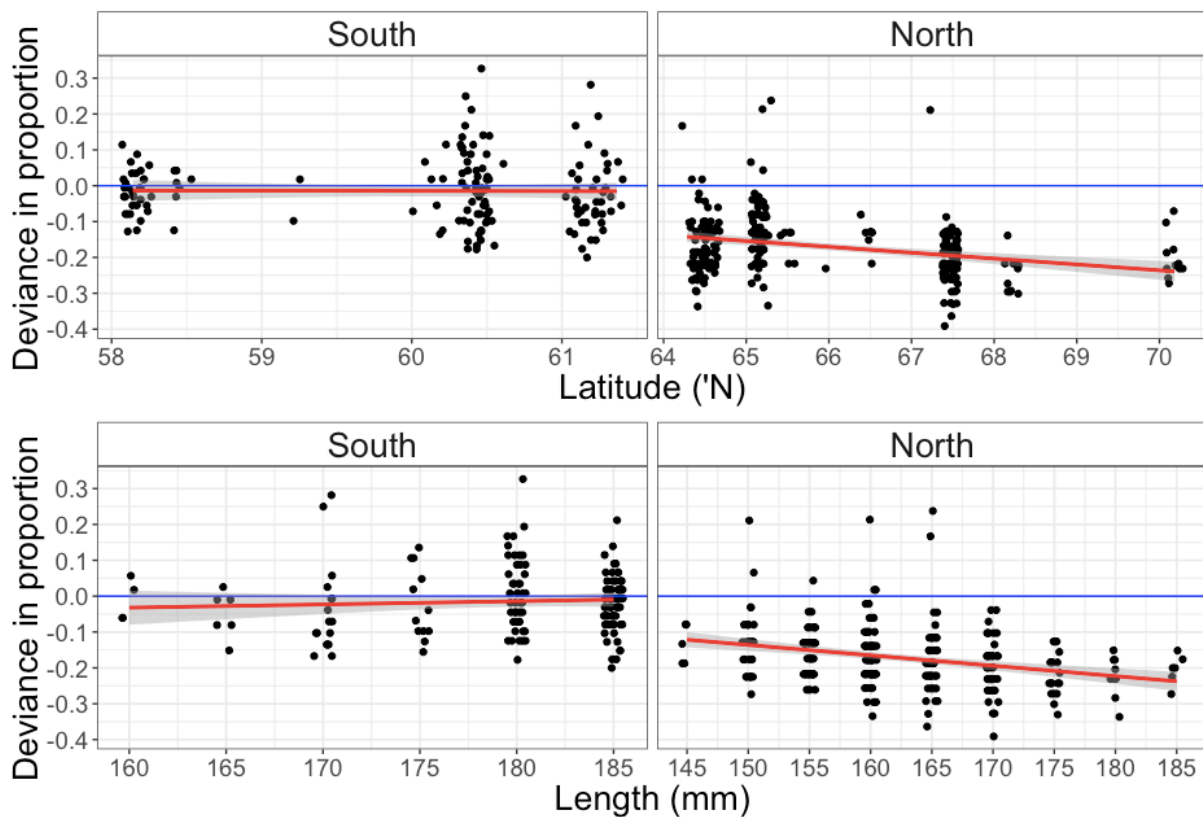 South North
Deviance in proportion
0.3
0.2
0.1
0.0
-0.1
-0.2
-0.3
-0.4
58 59 60 61 64 65 66 67 68 69 70
Latitude ('N)
South North
Deviance in proportion
0.3
0.2
0.1
0.0
-0.1
-0.2
-0.3
-0.4
160 165 170 175 180 185 145 150 155 160 165 170 175 180 185
Length (mm)